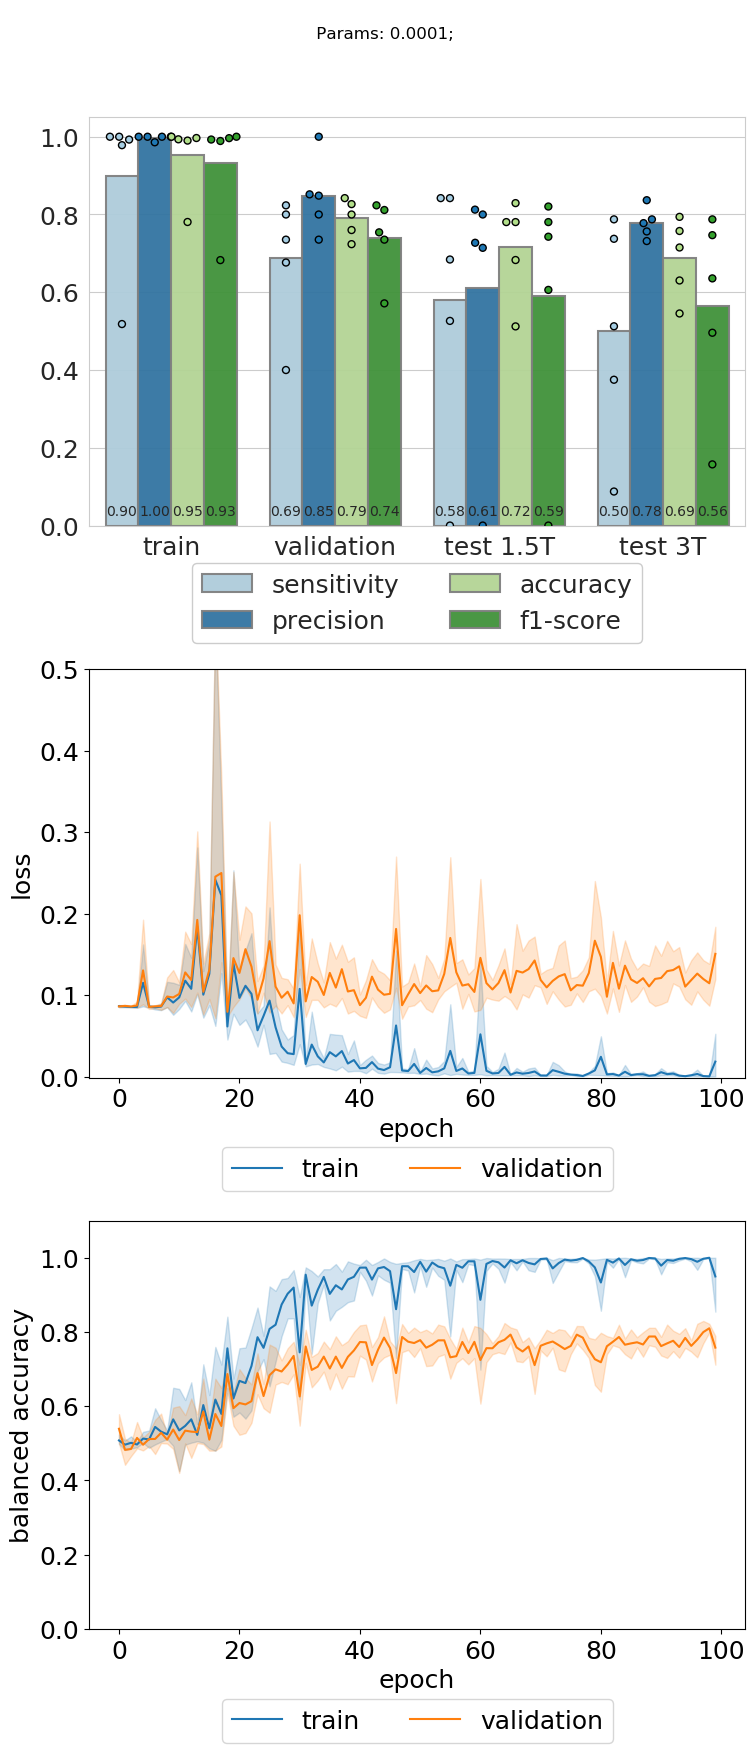 Params: 0.0001;
1.0
0.8
0.6
0.4
0.2
0.0
0.90 1.00 0.95 0.93 0.69 0.85 0.79 0.74 0.58 0.61 0.72 0.59 0.50 0.78 0.69 0.56
train validation test 1.5T test 3T
sensitivity accuracy
precision f1-score
0.5
0.4
0.3
0.2
0.1
0.0
loss
0 20 40 60 80 100
epoch
train validation
1.0
0.8
0.6
0.4
0.2
0.0
balanced accuracy
0 20 40 60 80 100
epoch
train validation